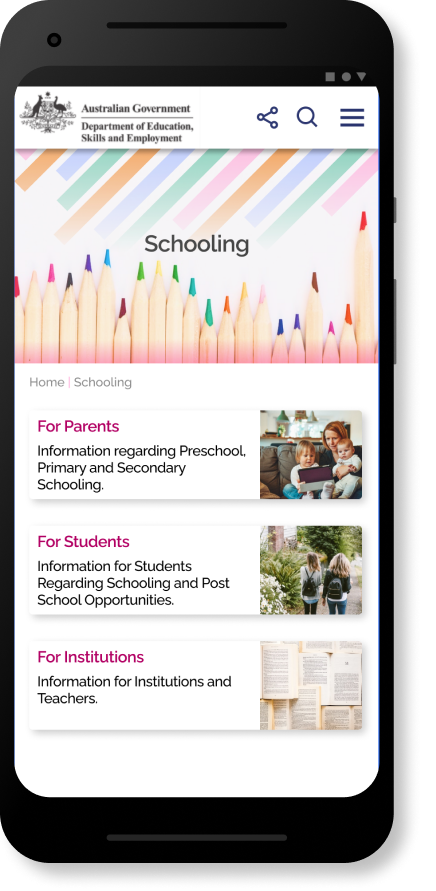 Australian Government
Department of Education,
Skills and Employment
Schooling
Home | Schooling
For Parents
Information regarding Preschool,
Primary and Secondary
Schooling.
For Students
Information for Students
Regarding Schooling and Post
School Opportunities.
For Institutions
Information for Institutions and
Teachers.